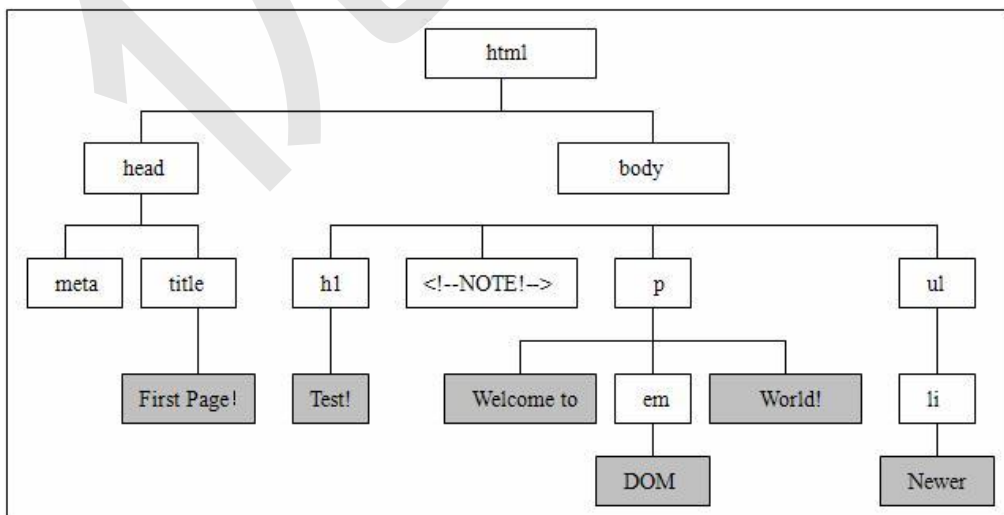 html
head
body
meta
title
h1
<!--NOTE!-->
p
ul
First Page!
Test!
Welcome to
em
World!
li
DOM
Newer